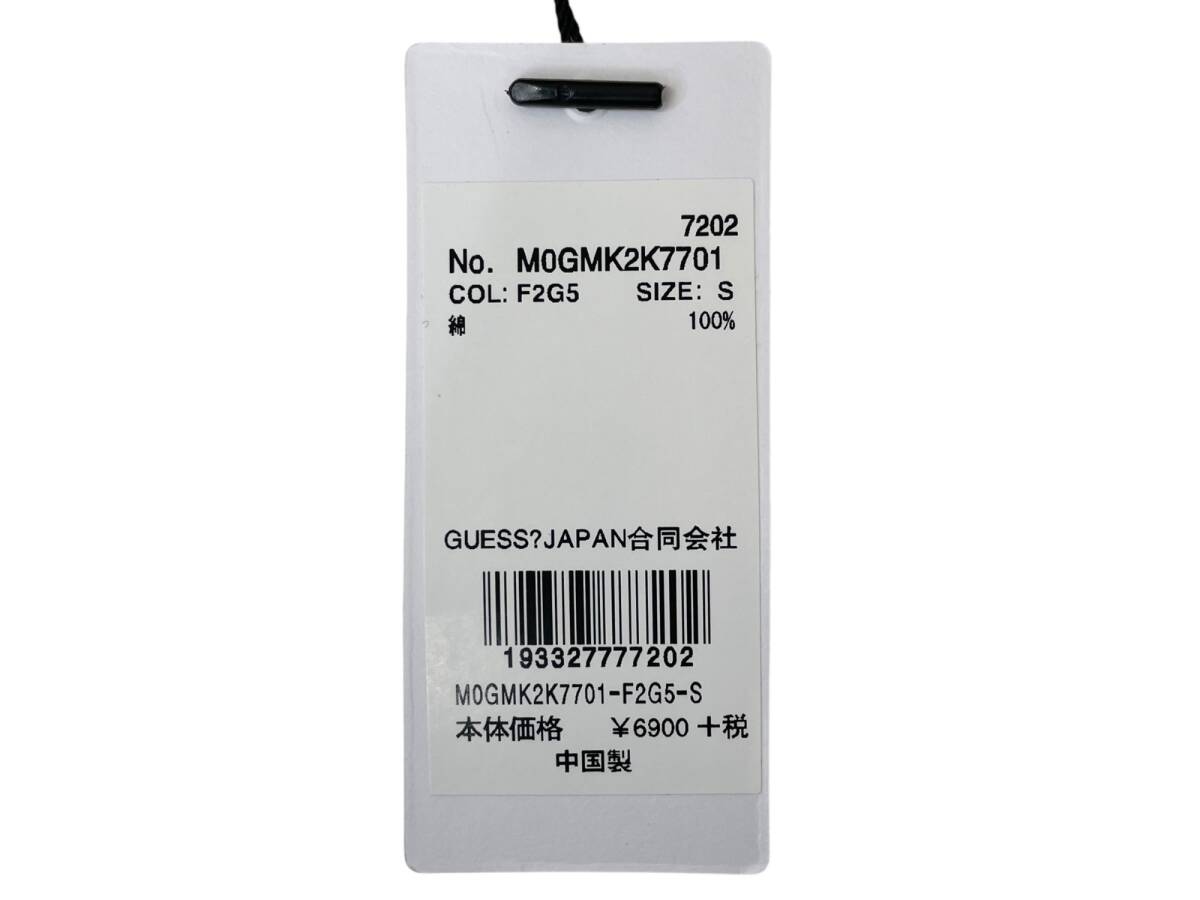 7202
No. M0GMK2K7701
COL: F2G5 SIZE: S
綿 100%
GUESS?JAPAN合同会社
193327777202
M0GMK2K7701-F2G5-S
本体価格 ¥6900+税
中国製